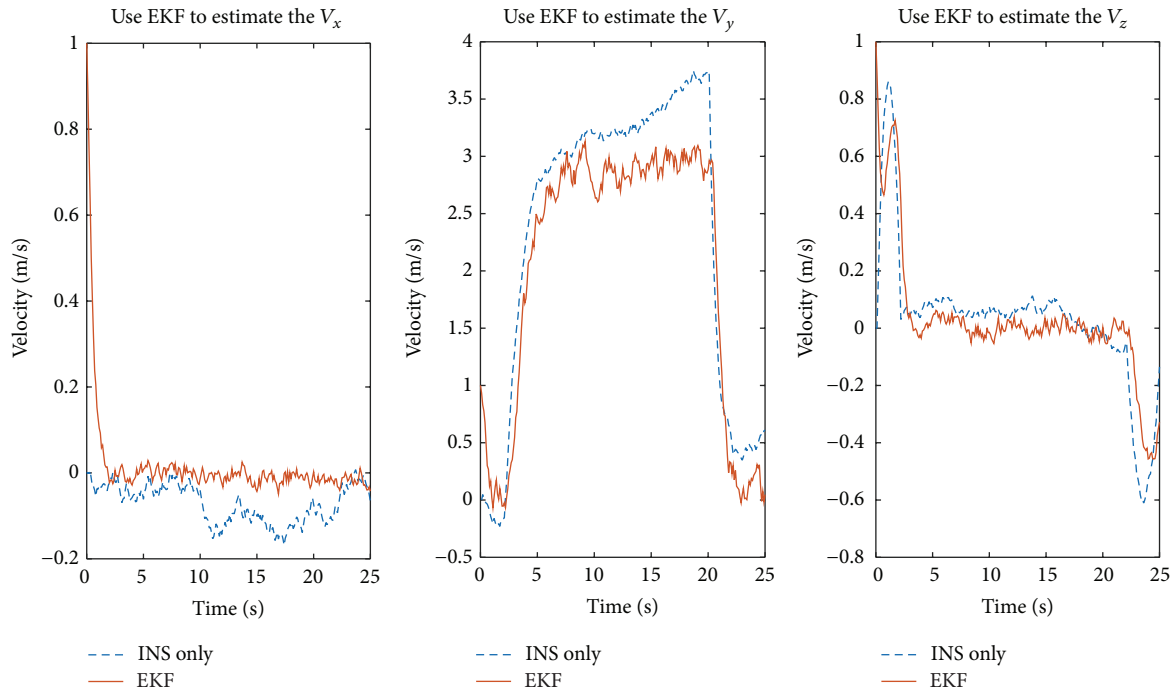 Use EKF to estimate the Vx
1
0.8
0.6
0.4
0.2
0
−0.2
Velocity (m/s)
0 5 10 15 20 25
Time (s)
INS only
EKF
Use EKF to estimate the Vy
4
3.5
3
2.5
2
1.5
1
0.5
0
−0.5
Velocity (m/s)
0 5 10 15 20 25
Time (s)
INS only
EKF
Use EKF to estimate the Vz
1
0.8
0.6
0.4
0.2
0
−0.2
−0.4
−0.6
−0.8
Velocity (m/s)
0 5 10 15 20 25
Time (s)
INS only
EKF